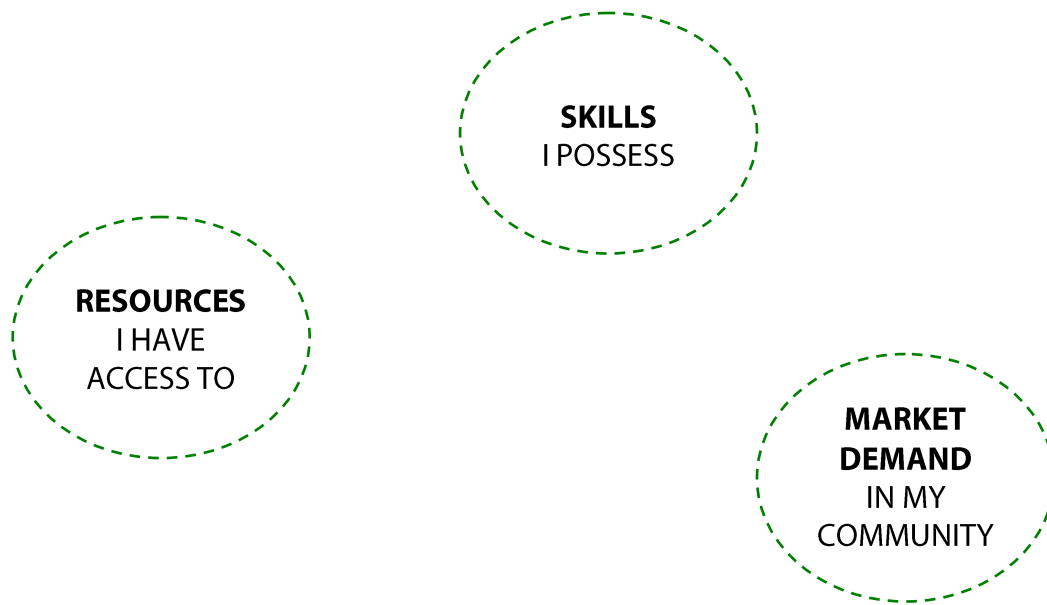 SKILLS
I POSSESS
RESOURCES
I HAVE
ACCESS TO
MARKET
DEMAND
IN MY
COMMUNITY